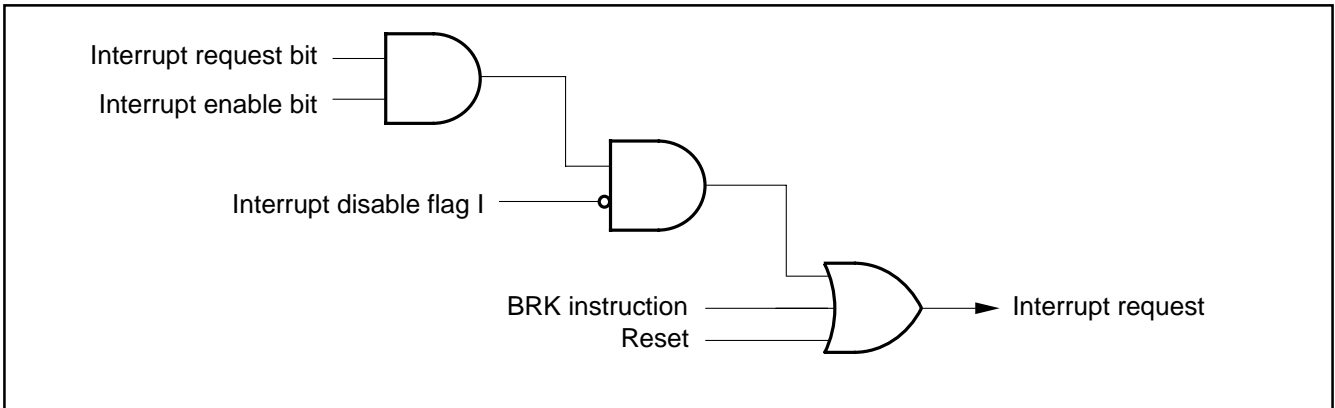 Interrupt request bit
Interrupt enable bit
Interrupt disable flag I
BRK instruction
Reset
Interrupt request